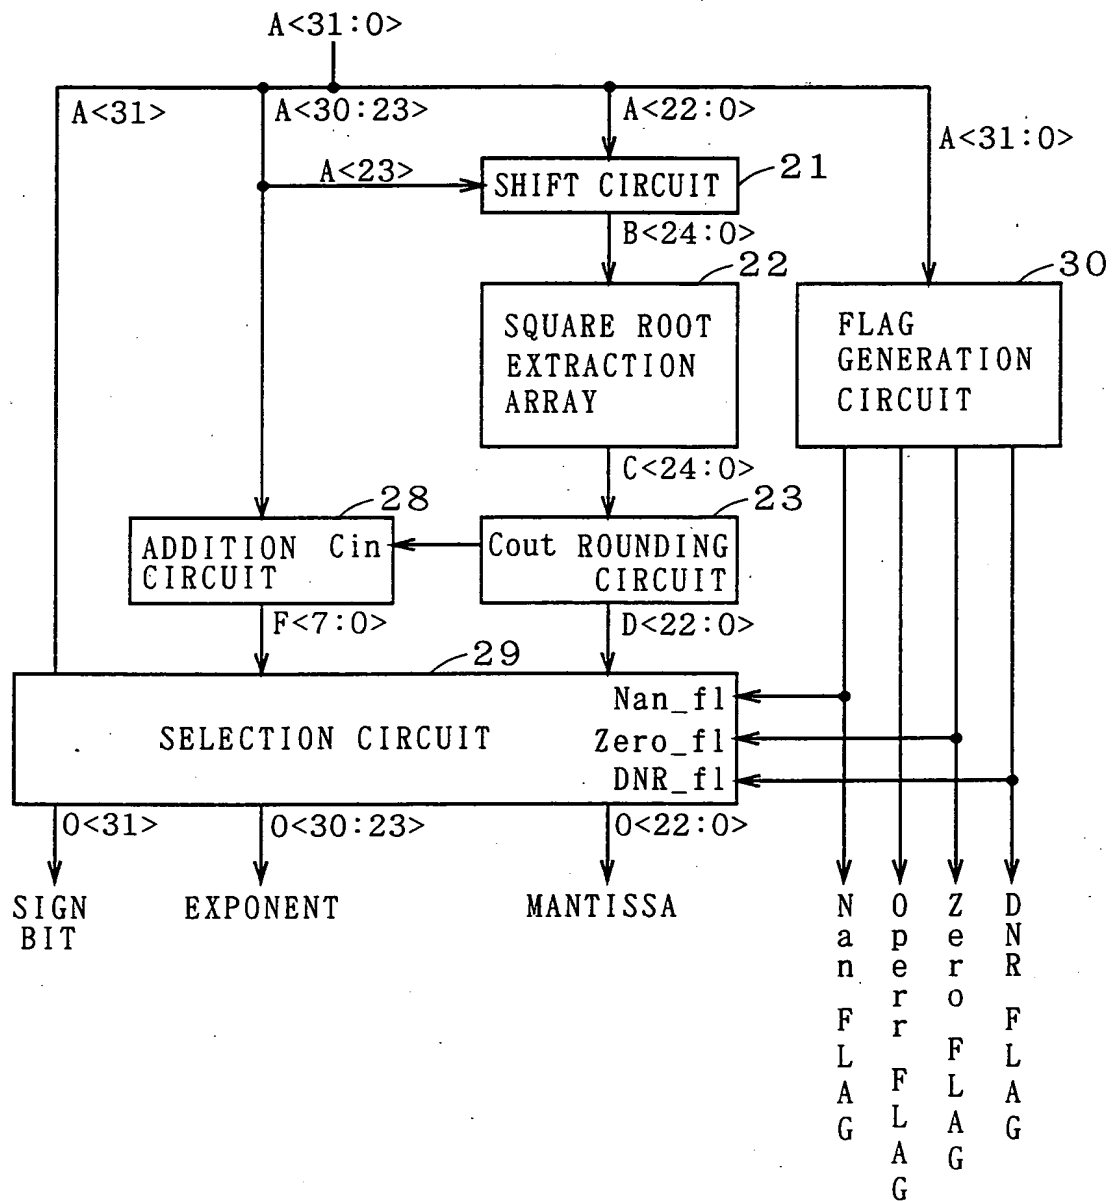 A<31:0>
A<31>
A<30:23>
A<22:0>
A<31:0>
A<23>
SHIFT CIRCUIT
21
B<24:0>
22
30
SQUARE ROOT
EXTRACTION
ARRAY
FLAG
GENERATION
CIRCUIT
C<24:0>
28
23
ADDITION Cin
CIRCUIT
Cout ROUNDING
CIRCUIT
F<7:0>
D<22:0>
29
SELECTION CIRCUIT
Nan_fl
Zero_fl
DNR_fl
O<31>
O<30:23>
O<22:0>
SIGN
BIT
EXPONENT
MANTISSA
Nan FLAG
Operr FLAG
Zero FLAG
DNR FLAG